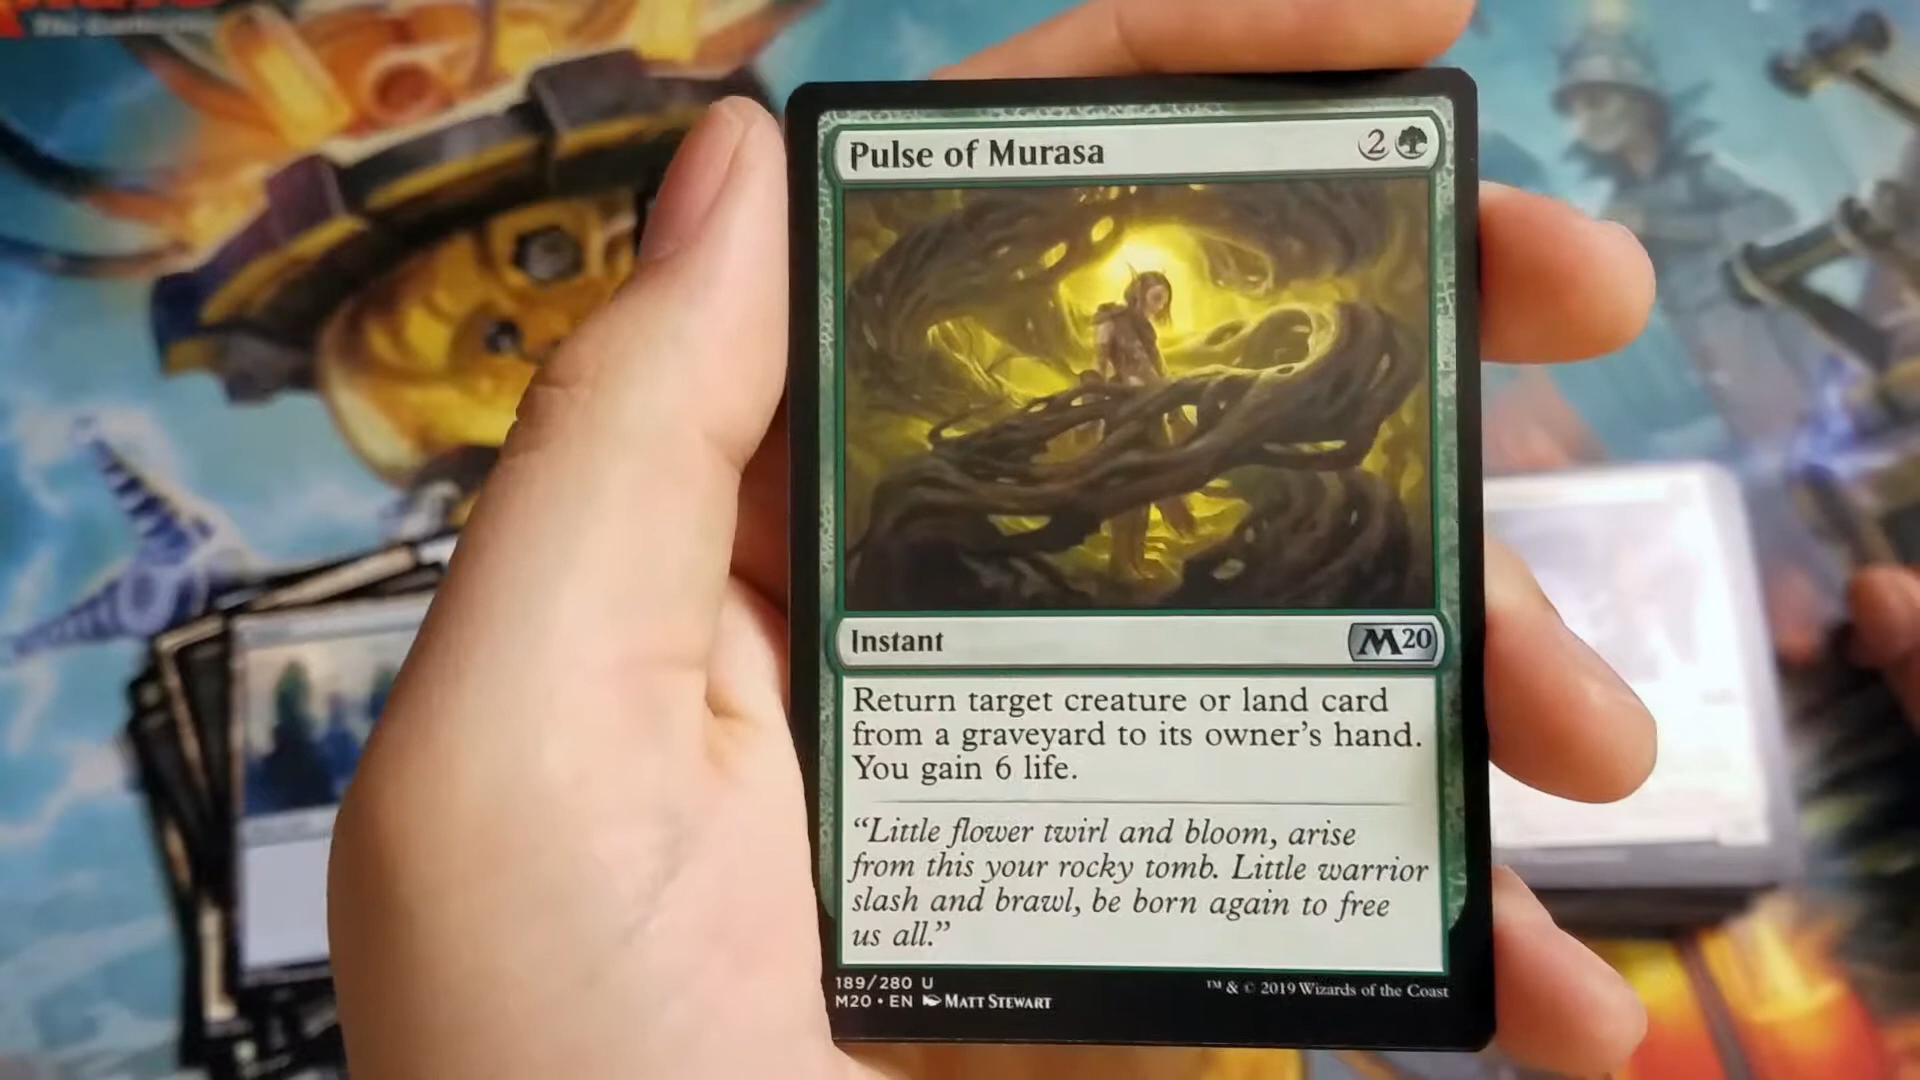 Pulse of Murasa
2
Instant
M20
Return target creature or land card
from a graveyard to its owner's hand.
You gain 6 life.
“Little flower twirl and bloom, arise
from this your rocky tomb. Little warrior
slash and brawl, be born again to free
us all.”
189/280 U
M20 • EN Matt Stewart
™ & © 2019 Wizards of the Coast